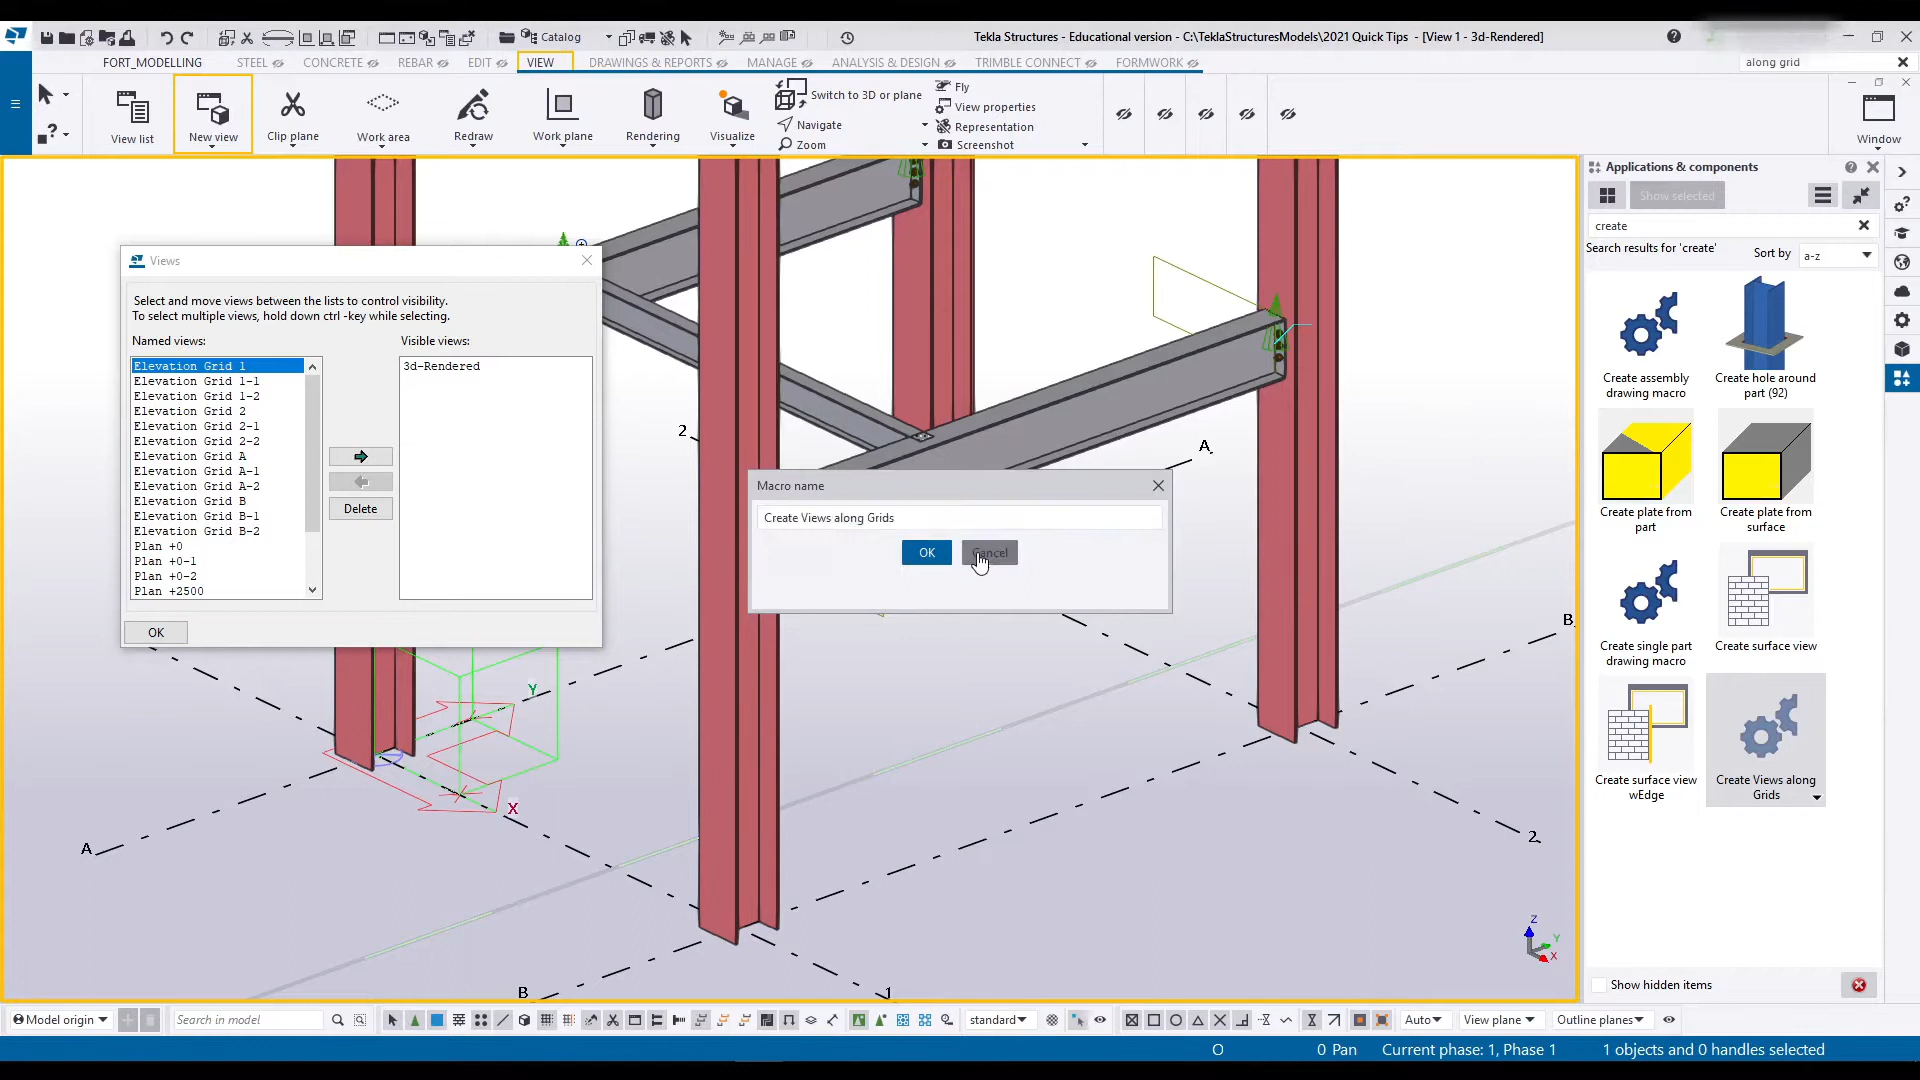 Catalog
Tekla Structures - Educational version - C:\TeklaStructuresModels\2021 Quick Tips - [View 1 - 3d-Rendered]
FORT_MODELLING
STEEL
CONCRETE
REBAR
EDIT
VIEW
DRAWINGS & REPORTS
MANAGE
ANALYSIS & DESIGN
TRIMBLE CONNECT
FORMWORK
along grid
View list
New view
Clip plane
Work area
Redraw
Work plane
Rendering
Visualize
Switch to 3D or plane
Navigate
Zoom
Fly
View properties
Representation
Screenshot
Window
Views
Select and move views between the lists to control visibility.
To select multiple views, hold down ctrl -key while selecting.
Named views:
Visible views:
Elevation Grid 1
Elevation Grid 1-1
Elevation Grid 1-2
Elevation Grid 2
Elevation Grid 2-1
Elevation Grid 2-2
Elevation Grid A
Elevation Grid A-1
Elevation Grid A-2
Elevation Grid B
Elevation Grid B-1
Elevation Grid B-2
Plan +0
Plan +0-1
Plan +0-2
Plan +2500
3d-Rendered
Delete
OK
Macro name
Create Views along Grids
OK
Cancel
2
A
B
Y
X
A
2
B
1
Z
Y
X
Applications & components
Show selected
create
Search results for 'create'
Sort by
a-z
Create assembly
drawing macro
Create hole around
part (92)
Create plate from
part
Create plate from
surface
Create single part
drawing macro
Create surface view
Create surface view
wEdge
Create Views along
Grids
Show hidden items
Model origin
Search in model
standard
Auto
View plane
Outline planes
O
0 Pan
Current phase: 1, Phase 1
1 objects and 0 handles selected